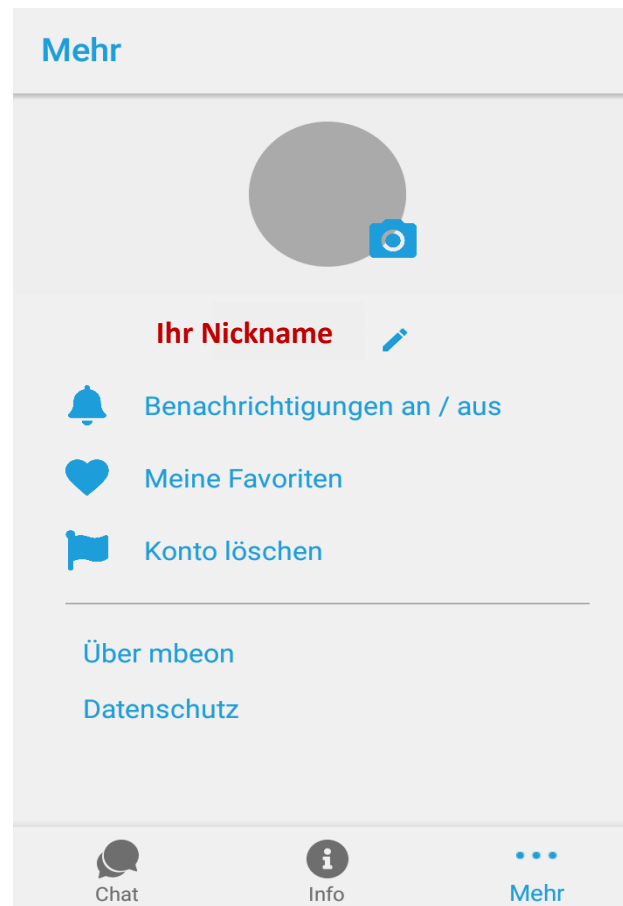 Mehr
Ihr Nickname
Benachrichtigungen an / aus
Meine Favoriten
Konto löschen
Über mbeon
Datenschutz
Chat
Info
Mehr